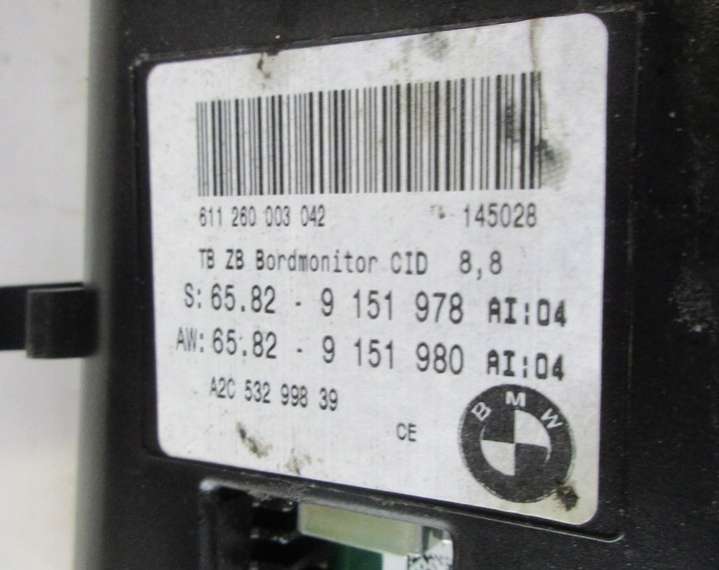 611 260 003 042 145028
TB ZB Bordmonitor CID 8,8
S: 65.82 - 9 151 978 AI:04
AW: 65.82 - 9 151 980 AI:04
A2C 532 998 39
CE
BMW